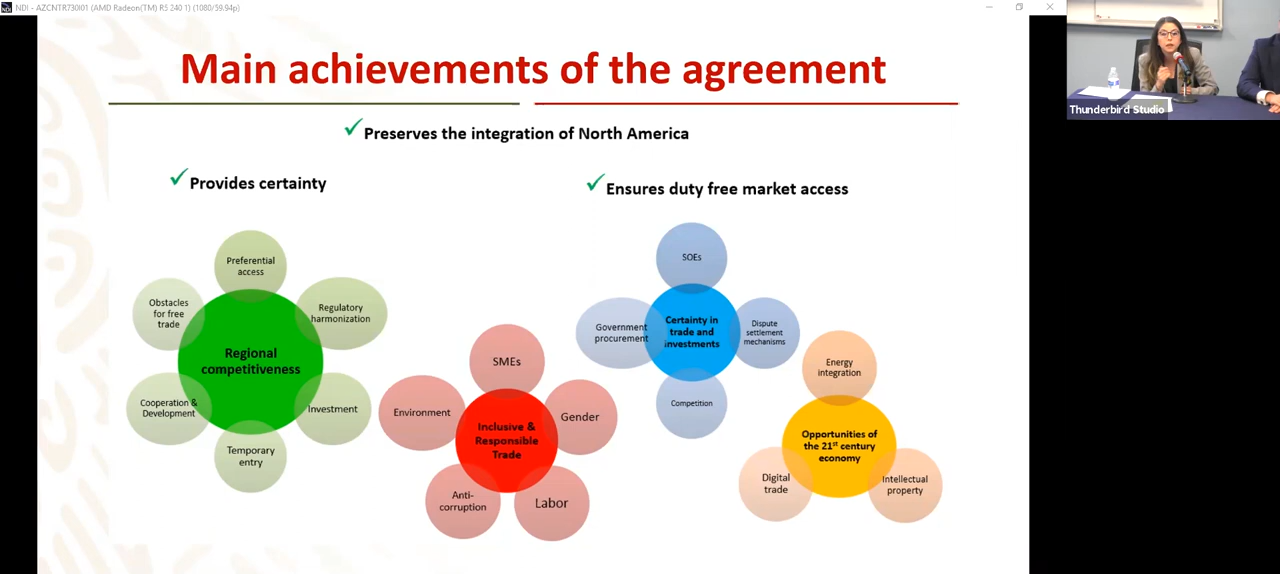 NDI - AZCNTR730I01 (AMD Radeon(TM) R5 240 1) (1080/59.94p)
Main achievements of the agreement
Preserves the integration of North America
Provides certainty
Ensures duty free market access
Preferential
access
Obstacles
for free
trade
Regulatory
harmonization
Regional
competitiveness
Cooperation &
Development
Investment
Temporary
entry
SMEs
Environment
Gender
Inclusive &
Responsible
Trade
Anti-
corruption
Labor
SOEs
Government
procurement
Certainty in
trade and
investments
Dispute
settlement
mechanisms
Competition
Energy
integration
Opportunities of
the 21st century
economy
Digital
trade
Intellectual
property
Thunderbird Studio